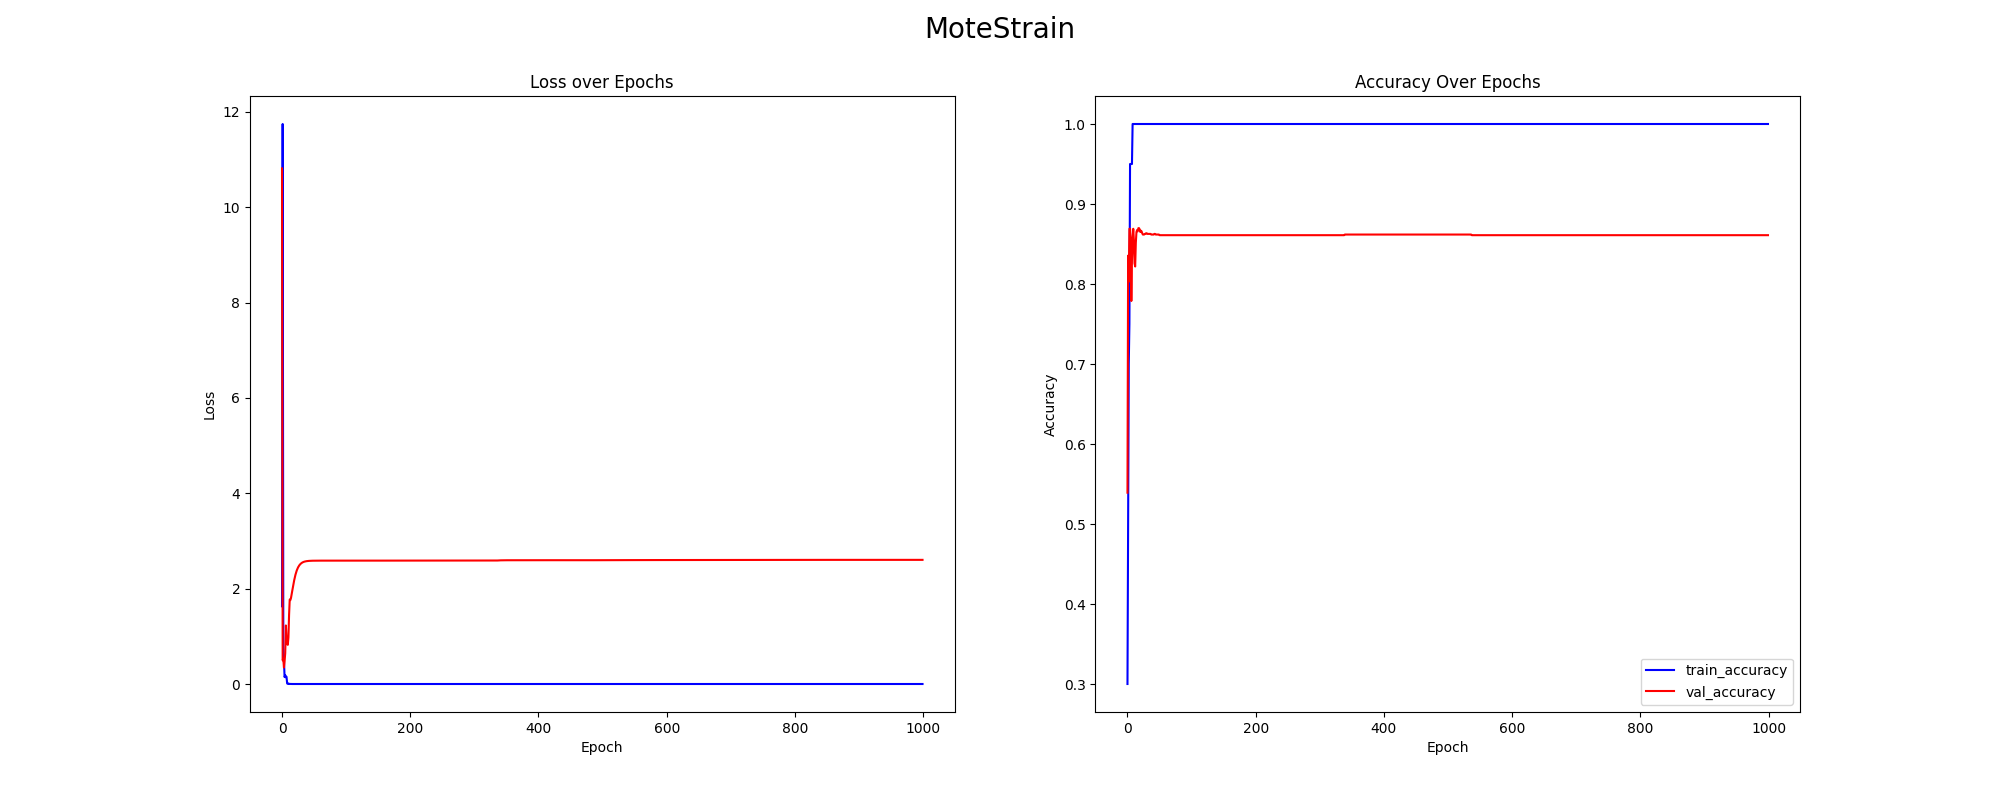 MoteStrain
Loss over Epochs
12
10
8
6
4
2
0
Loss
0 200 400 600 800 1000
Epoch
Accuracy Over Epochs
1.0
0.9
0.8
0.7
0.6
0.5
0.4
0.3
Accuracy
train_accuracy
val_accuracy
0 200 400 600 800 1000
Epoch